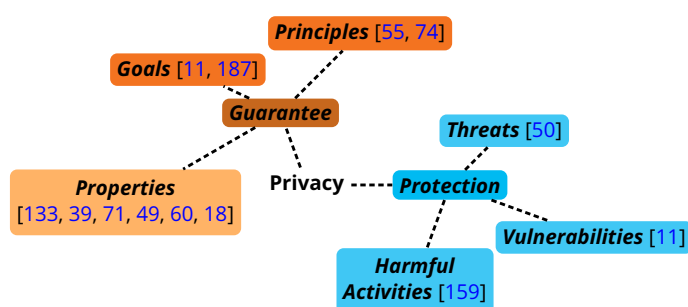 Principles [55, 74]
Goals [11, 187]
Guarantee
Threats [50]
Properties
[133, 39, 71, 49, 60, 18]
Privacy
Protection
Vulnerabilities [11]
Harmful
Activities [159]